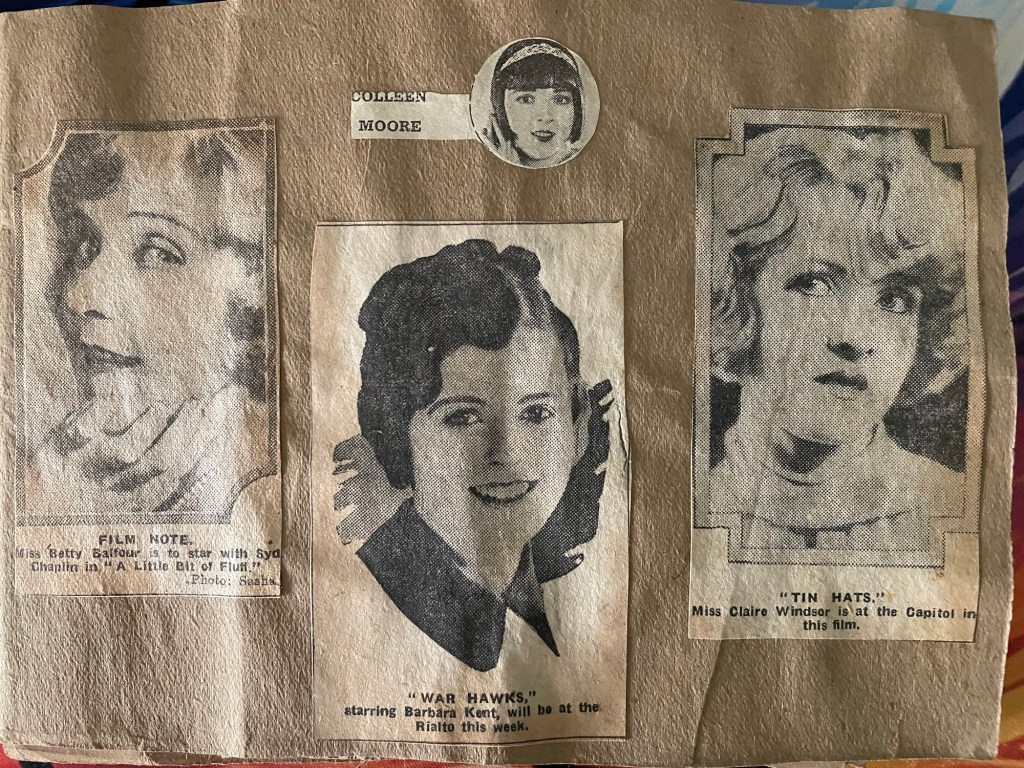 COLLEEN
MOORE
FILM NOTE.
Miss Betty Balfour is to star with Syd
Chaplin in "A Little Bit of Fluff."
.Photo: Sasha.
"WAR HAWKS,"
starring Barbara Kent, will be at the
Rialto this week.
"TIN HATS."
Miss Claire Windsor is at the Capitol in
this film.